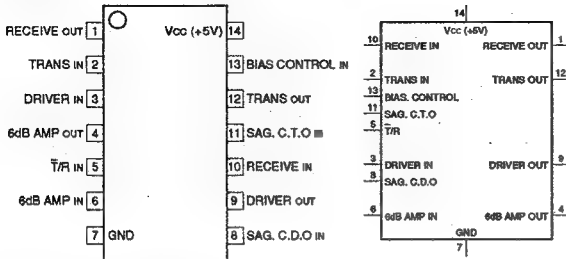 RECEIVE OUT 1
VCC (+5V) 14
TRANS IN 2
13 BIAS CONTROL IN
DRIVER IN 3
12 TRANS OUT
6dB AMP OUT 4
11 SAG. C.T.O IN
T̅/R IN 5
10 RECEIVE IN
6dB AMP IN 6
9 DRIVER OUT
7 GND
8 SAG. C.D.O IN
14
VCC (+5V)
10 RECEIVE IN
RECEIVE OUT 1
2 TRANS IN
TRANS OUT 12
13 BIAS. CONTROL
11 SAG. C.T.O
5 T̅/R
3 DRIVER IN
DRIVER OUT 9
8 SAG. C.D.O
6 6dB AMP IN
6dB AMP OUT 4
GND
7